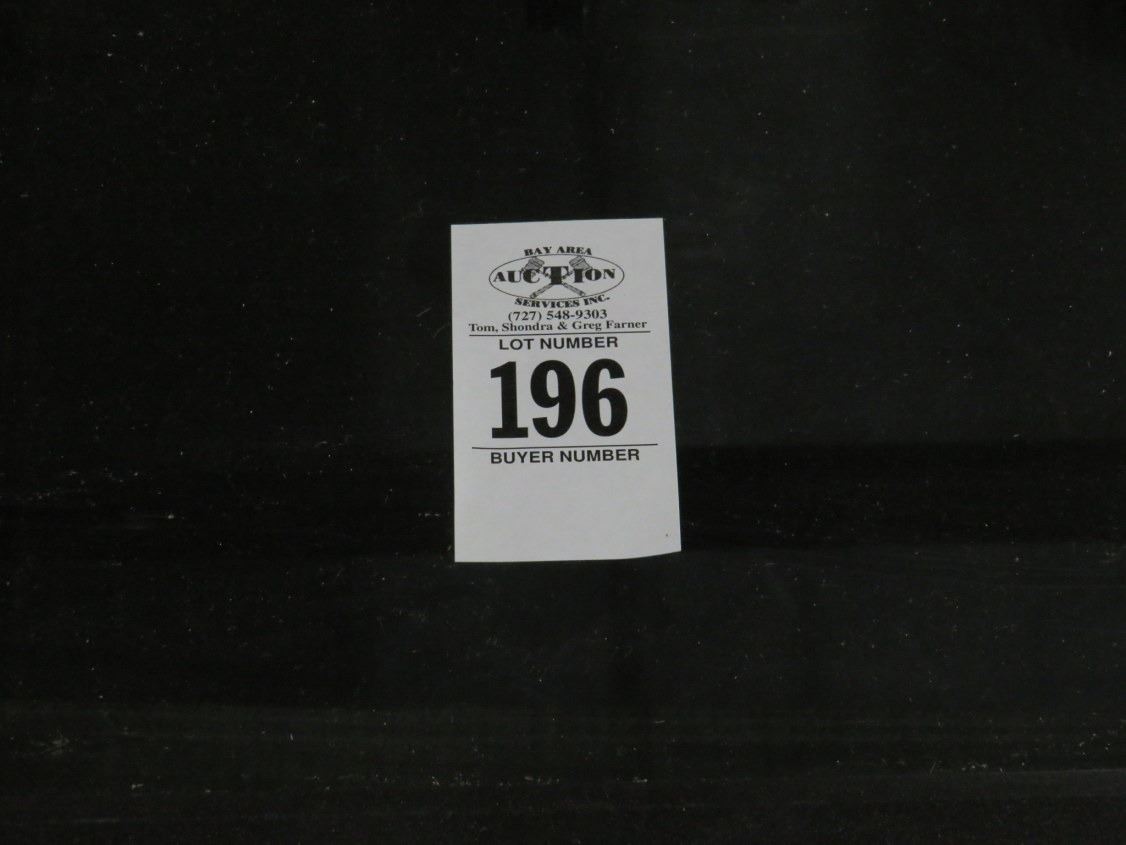 BAY AREA
AUCTION
SERVICES INC.
(727) 548-9303
Tom, Shondra & Greg Farner
LOT NUMBER
196
BUYER NUMBER